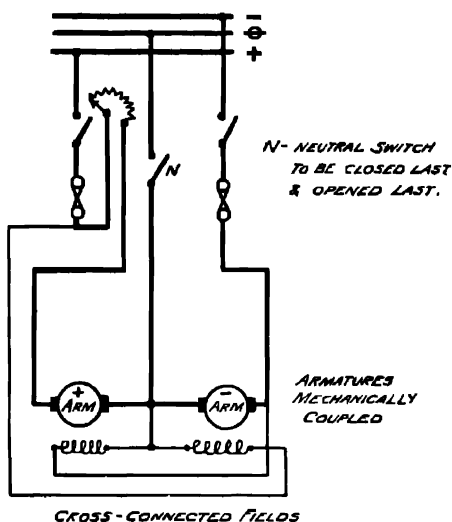 −
O
+
N- NEUTRAL SWITCH
TO BE CLOSED LAST
& OPENED LAST.
N
+
ARM
−
ARM
ARMATURES
MECHANICALLY
COUPLED
CROSS-CONNECTED FIELDS